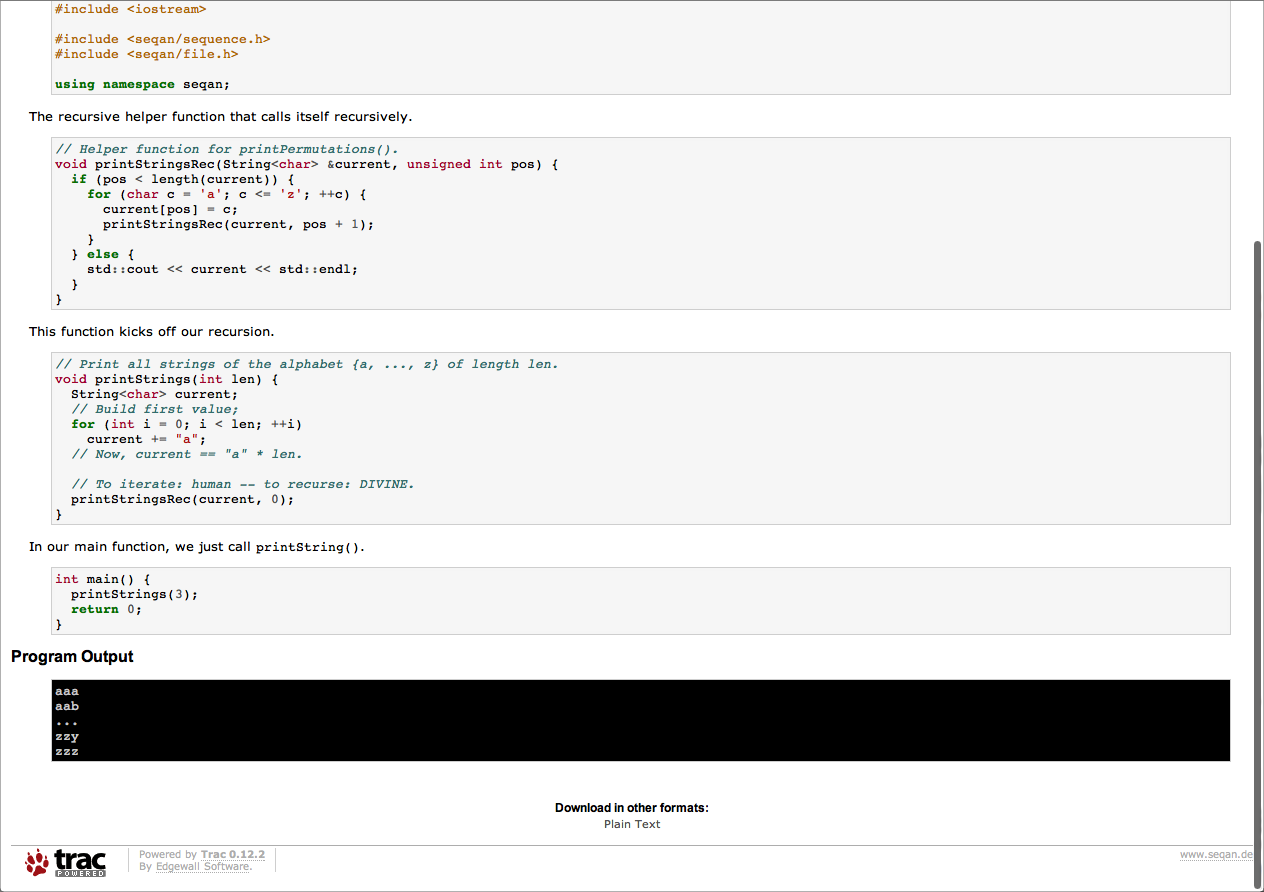 #include <iostream>
#include <seqan/sequence.h>
#include <seqan/file.h>
using namespace seqan;
The recursive helper function that calls itself recursively.
// Helper function for printPermutations().
void printStringsRec(String<char> &current, unsigned int pos) {
  if (pos < length(current)) {
    for (char c = 'a'; c <= 'z'; ++c) {
      current[pos] = c;
      printStringsRec(current, pos + 1);
    }
  } else {
    std::cout << current << std::endl;
  }
}
This function kicks off our recursion.
// Print all strings of the alphabet {a, ..., z} of length len.
void printStrings(int len) {
  String<char> current;
  // Build first value;
  for (int i = 0; i < len; ++i)
    current += "a";
  // Now, current == "a" * len.
  // To iterate: human -- to recurse: DIVINE.
  printStringsRec(current, 0);
}
In our main function, we just call printString().
int main() {
  printStrings(3);
  return 0;
}
Program Output
aaa
aab
...
zzy
zzz
Download in other formats:
Plain Text
trac
POWERED
Powered by Trac 0.12.2
By Edgewall Software.
www.seqan.de